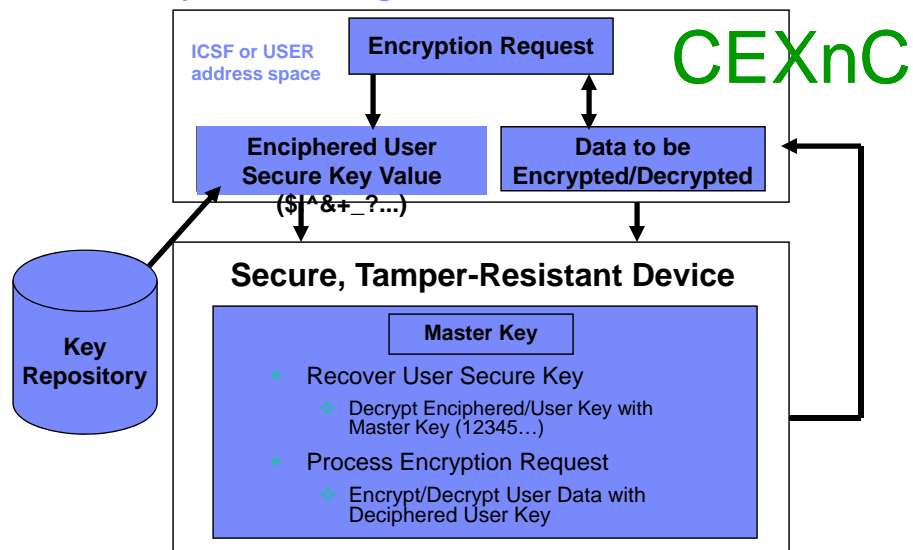 ICSF or USER
address space
Encryption Request
CEXnC
Enciphered User
Secure Key Value
($!^&+_?...)
Data to be
Encrypted/Decrypted
Key
Repository
Secure, Tamper-Resistant Device
Master Key
Recover User Secure Key
Decrypt Enciphered/User Key with
Master Key (12345…)
Process Encryption Request
Encrypt/Decrypt User Data with
Deciphered User Key